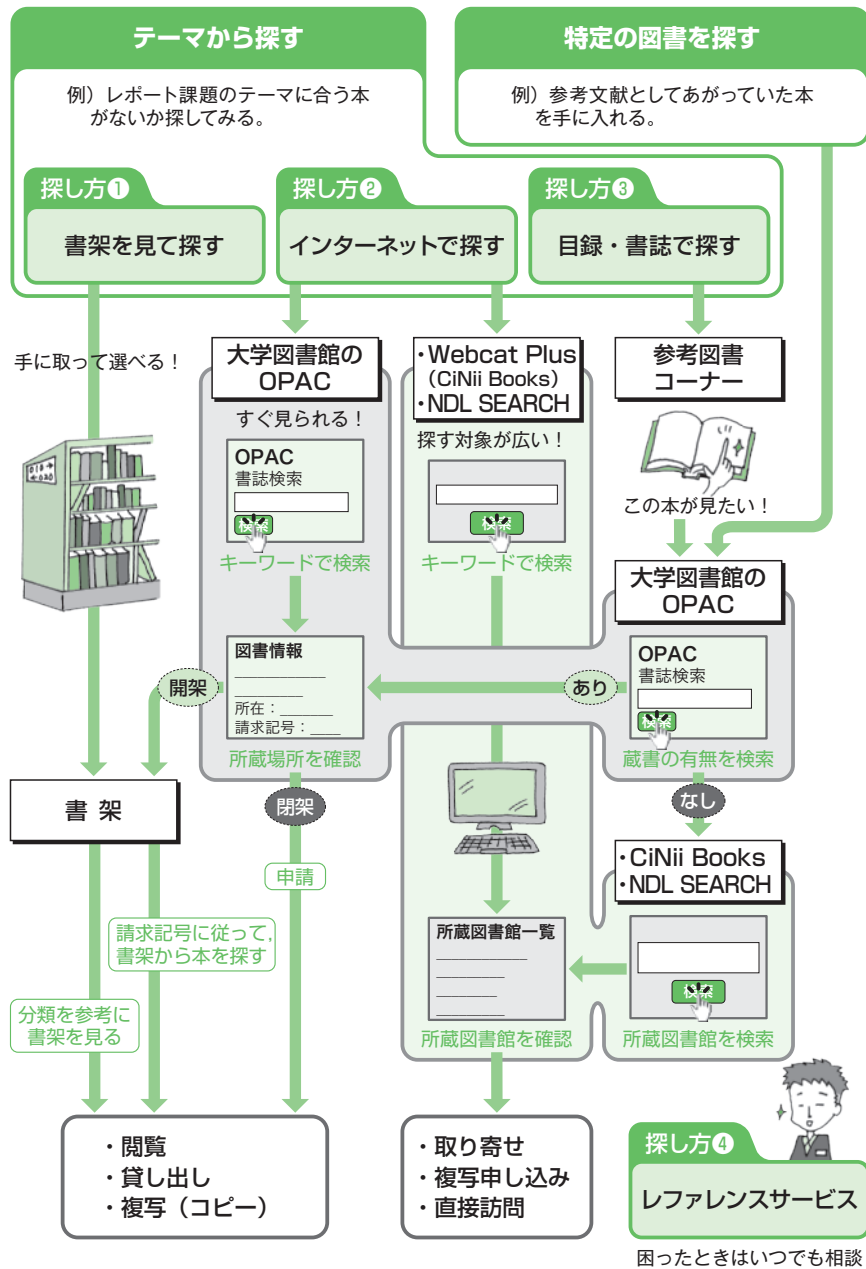 テーマから探す
例）レポート課題のテーマに合う本
がないか探してみる。
特定の図書を探す
例）参考文献としてあがっていた本
を手に入れる。
探し方❶
書架を見て探す
探し方❷
インターネットで探す
探し方❸
目録・書誌で探す
手に取って選べる！
大学図書館の
OPAC
すぐ見られる！
OPAC
書誌検索
検索
キーワードで検索
・Webcat Plus
（CiNii Books）
・NDL SEARCH
探す対象が広い！
検索
キーワードで検索
参考図書
コーナー
この本が見たい！
大学図書館の
OPAC
OPAC
書誌検索
検索
蔵書の有無を検索
あり
なし
図書情報
所在：
請求記号：
所蔵場所を確認
開架
閉架
書 架
申請
請求記号に従って，
書架から本を探す
分類を参考に
書架を見る
・CiNii Books
・NDL SEARCH
検索
所蔵図書館を検索
所蔵図書館一覧
所蔵図書館を確認
・閲覧
・貸し出し
・複写（コピー）
・取り寄せ
・複写申し込み
・直接訪問
探し方❹
レファレンスサービス
困ったときはいつでも相談